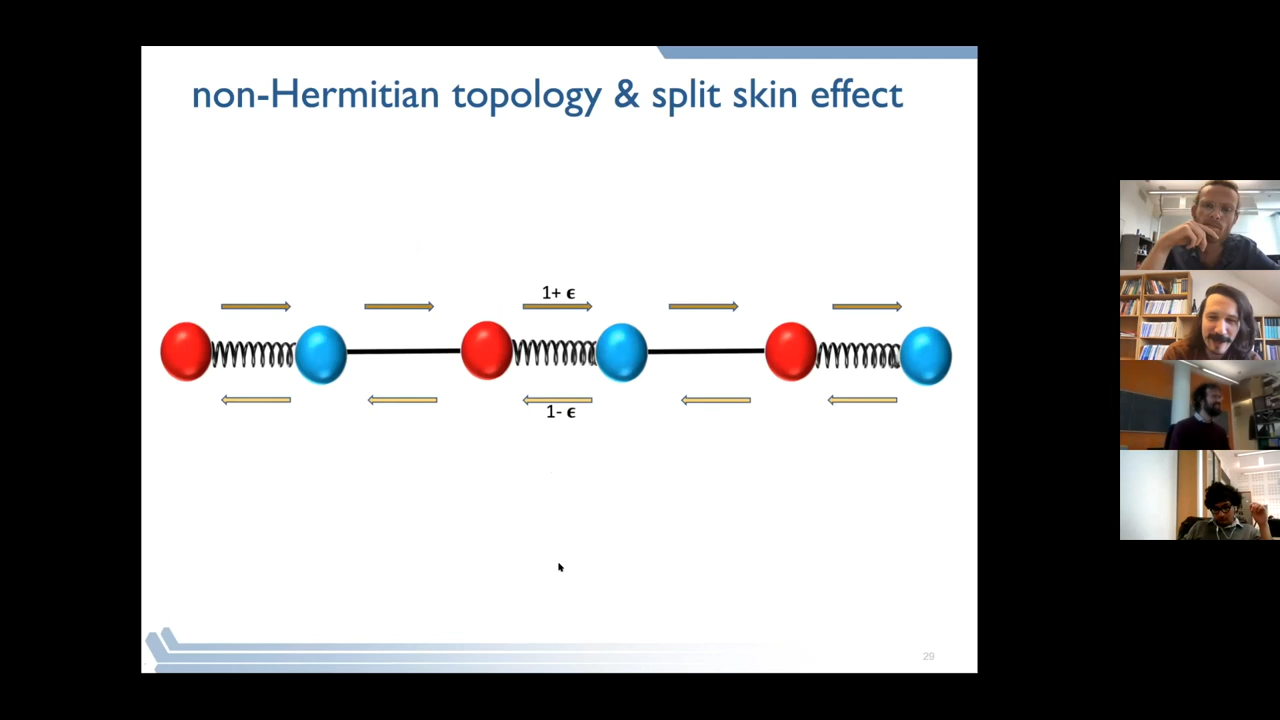 non-Hermitian topology & split skin effect
1+ ϵ
1- ϵ
29